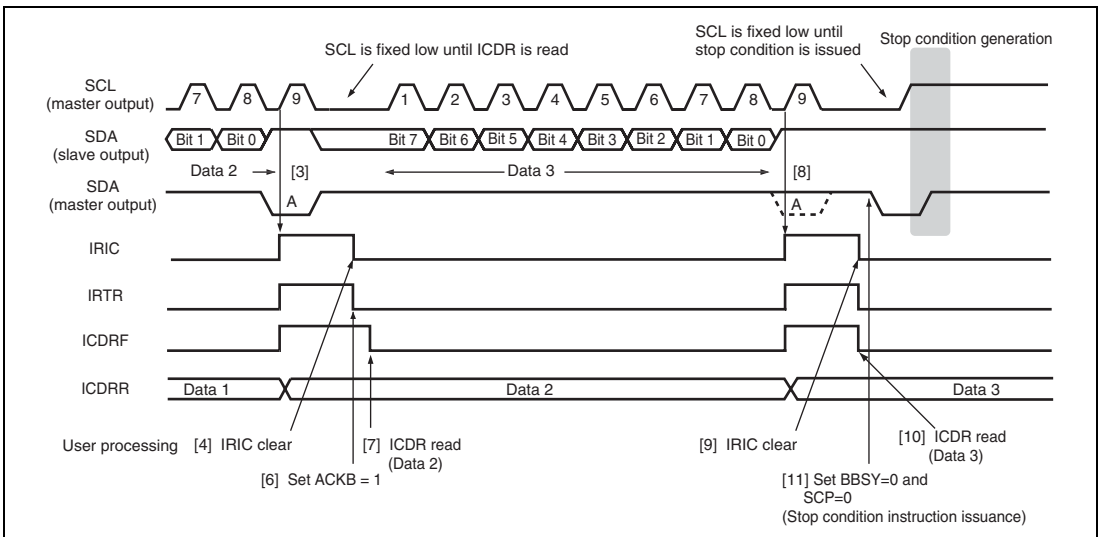 SCL is fixed low until ICDR is read
SCL is fixed low until
stop condition is issued
Stop condition generation
SCL
(master output)
7 8 9 1 2 3 4 5 6 7 8 9
SDA
(slave output)
Bit 1 Bit 0 Bit 7 Bit 6 Bit 5 Bit 4 Bit 3 Bit 2 Bit 1 Bit 0
Data 2 [3] Data 3 [8]
SDA
(master output)
A A
IRIC
IRTR
ICDRF
ICDRR
Data 1 Data 2 Data 3
User processing
[4] IRIC clear
[7] ICDR read
(Data 2)
[6] Set ACKB = 1
[9] IRIC clear
[10] ICDR read
(Data 3)
[11] Set BBSY=0 and
SCP=0
(Stop condition instruction issuance)